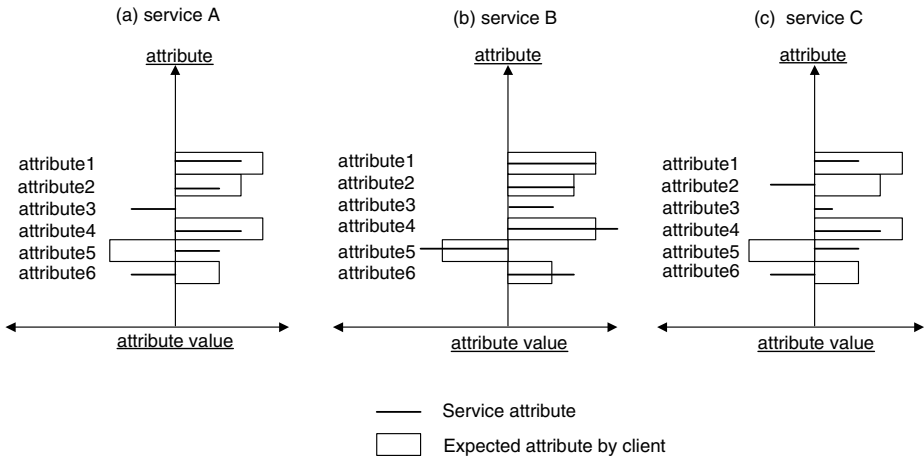 (a) service A
attribute
attribute1
attribute2
attribute3
attribute4
attribute5
attribute6
attribute value
(b) service B
attribute
attribute1
attribute2
attribute3
attribute4
attribute5
attribute6
attribute value
(c) service C
attribute
attribute1
attribute2
attribute3
attribute4
attribute5
attribute6
attribute value
Service attribute
Expected attribute by client